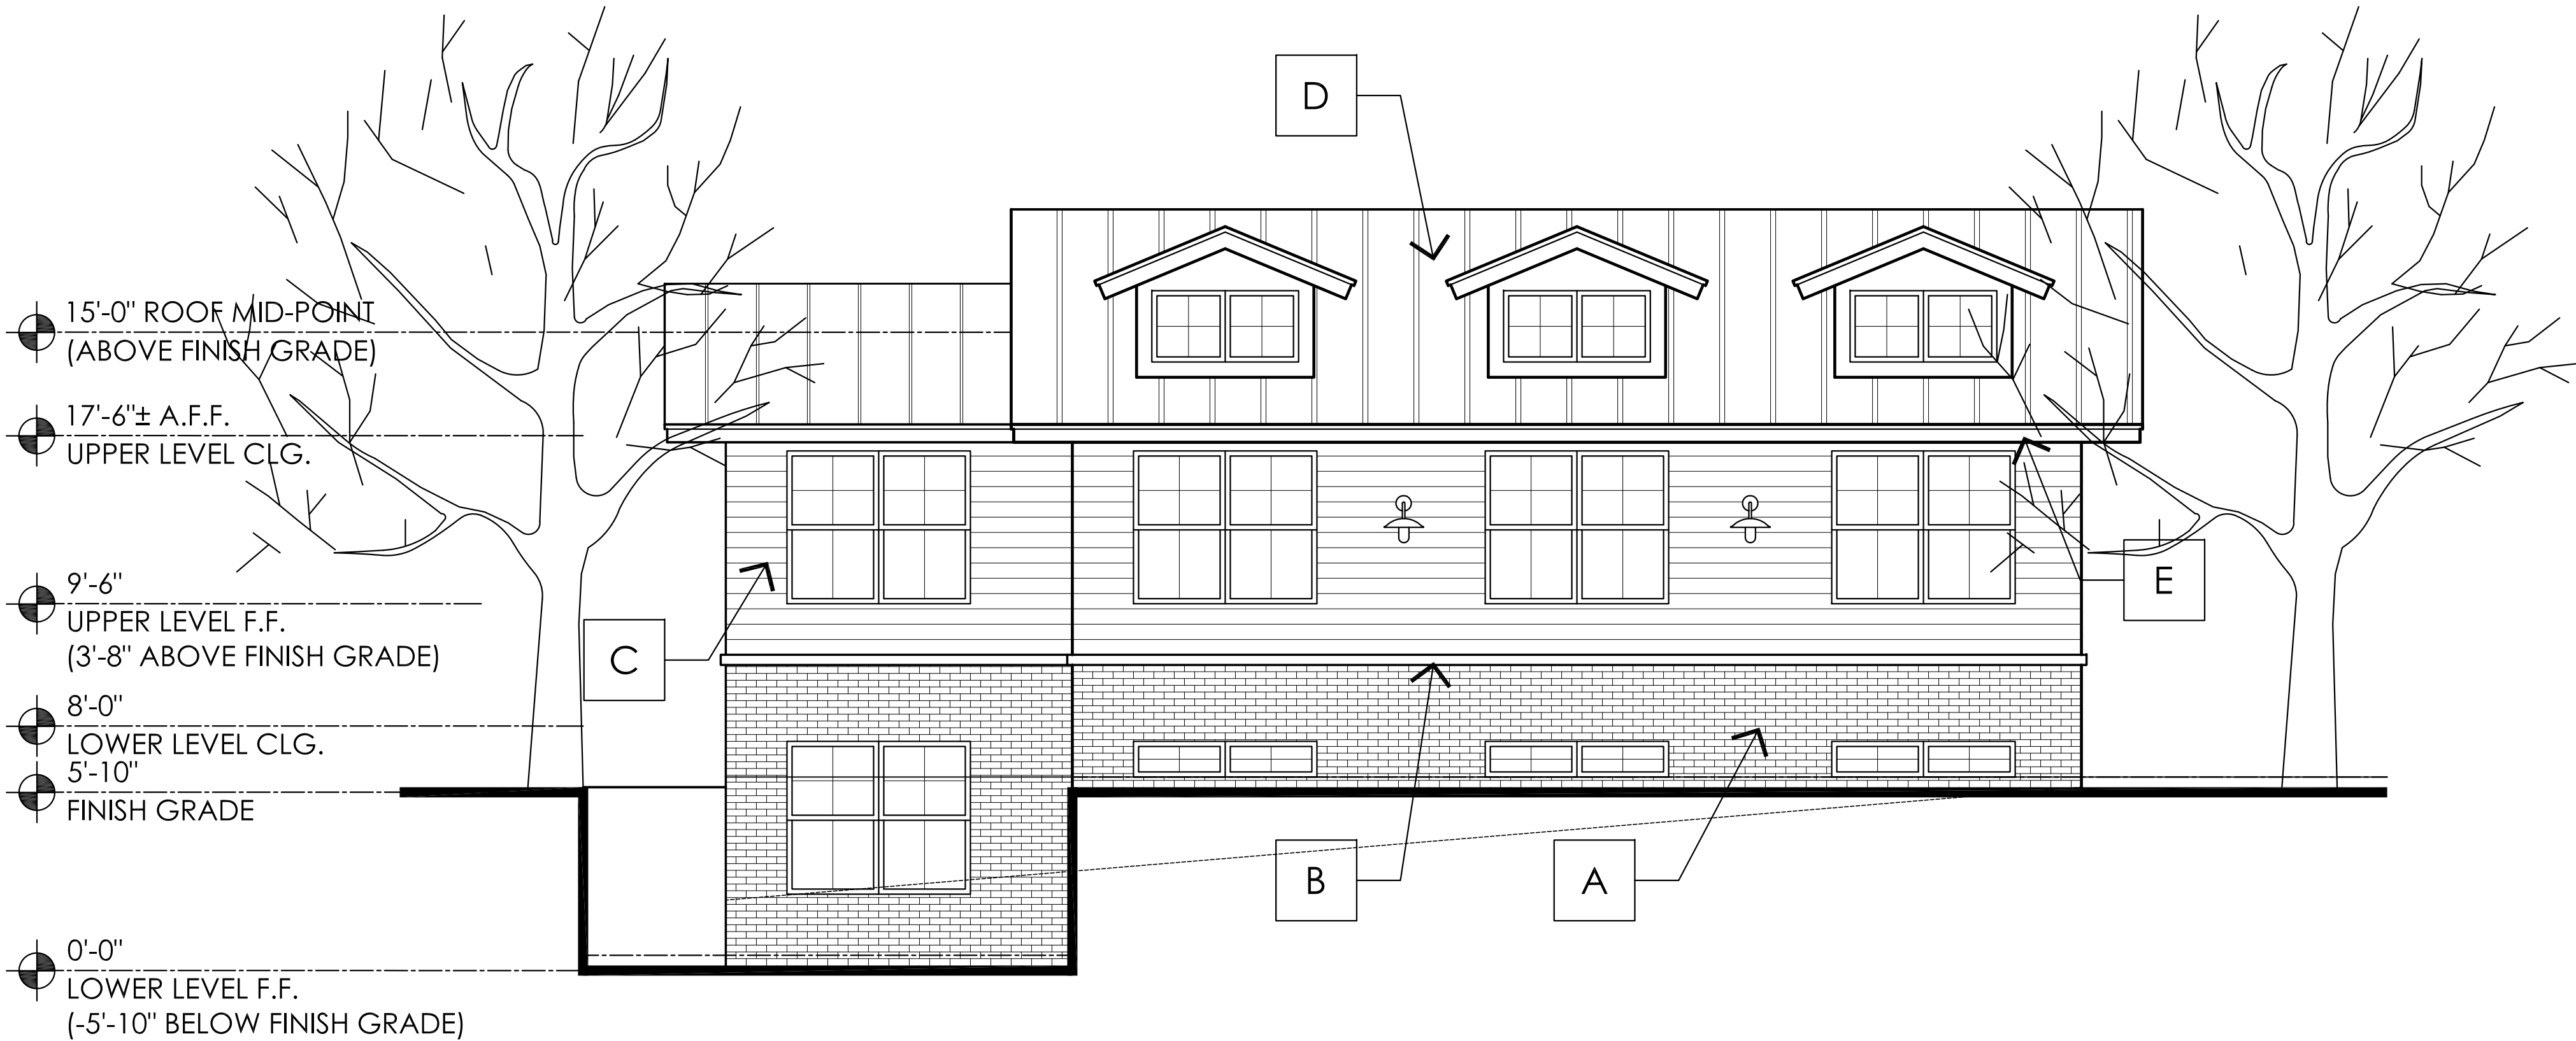 D
15'-0" ROOF MID-POINT
(ABOVE FINISH GRADE)
17'-6"± A.F.F.
UPPER LEVEL CLG.
9'-6"
UPPER LEVEL F.F.
(3'-8" ABOVE FINISH GRADE)
E
C
8'-0"
LOWER LEVEL CLG.
5'-10"
FINISH GRADE
B
A
0'-0"
LOWER LEVEL F.F.
(-5'-10" BELOW FINISH GRADE)